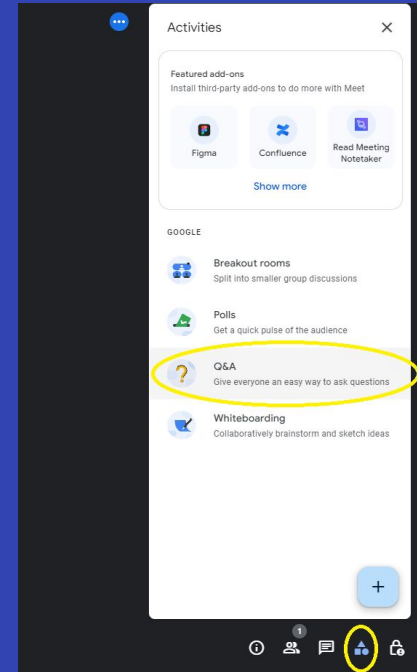 Activities
Featured add-ons
Install third-party add-ons to do more with Meet
Figma
Confluence
Read Meeting
Notetaker
Show more
GOOGLE
Breakout rooms
Split into smaller group discussions
Polls
Get a quick pulse of the audience
Q&A
Give everyone an easy way to ask questions
Whiteboarding
Collaboratively brainstorm and sketch ideas
1